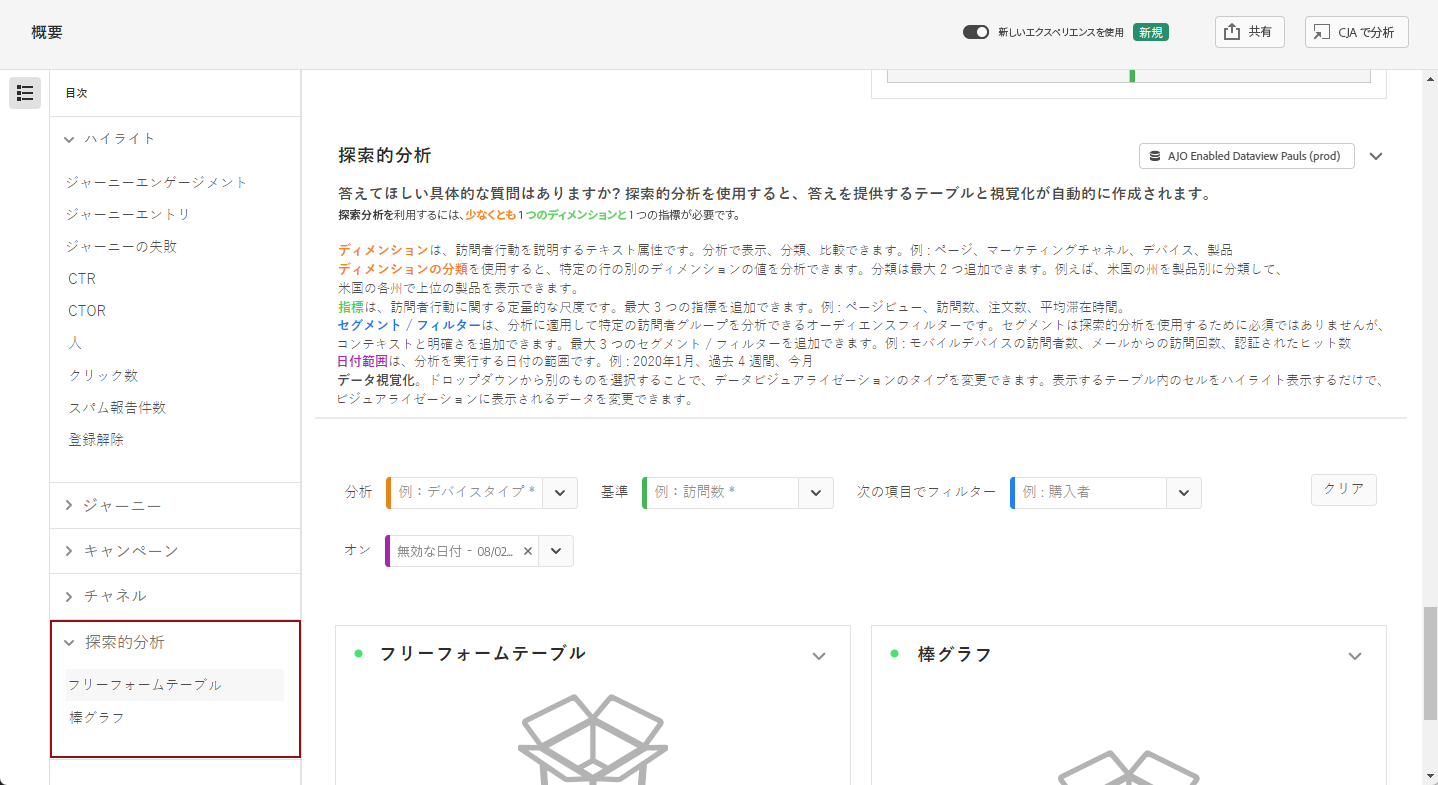 概要
新しいエクスペリエンスを使用
新規
共有
CJA で分析
目次
ハイライト
ジャーニーエンゲージメント
ジャーニーエントリ
ジャーニーの失敗
CTR
CTOR
人
クリック数
スパム報告件数
登録解除
ジャーニー
キャンペーン
チャネル
探索的分析
フリーフォームテーブル
棒グラフ
探索的分析
AJO Enabled Dataview Pauls (prod)
答えてほしい具体的な質問はありますか? 探索的分析を使用すると、答えを提供するテーブルと視覚化が自動的に作成されます。
探索分析を利用するには、少なくとも 1 つのディメンションと 1 つの指標が必要です。
ディメンションは、訪問者行動を説明するテキスト属性です。分析で表示、分類、比較できます。例 : ページ、マーケティングチャネル、デバイス、製品
ディメンションの分類を使用すると、特定の行の別のディメンションの値を分析できます。分類は最大 2 つ追加できます。例えば、米国の州を製品別に分類して、
米国の各州で上位の製品を表示できます。
指標は、訪問者行動に関する定量的な尺度です。最大 3 つの指標を追加できます。例 : ページビュー、訪問数、注文数、平均滞在時間。
セグメント / フィルターは、分析に適用して特定の訪問者グループを分析できるオーディエンスフィルターです。セグメントは探索的分析を使用するために必須ではありませんが、
コンテキストと明確さを追加できます。最大 3 つのセグメント / フィルターを追加できます。例 : モバイルデバイスの訪問者数、メールからの訪問回数、認証されたヒット数
日付範囲は、分析を実行する日付の範囲です。例 : 2020年1月、過去 4 週間、今月
データ視覚化。ドロップダウンから別のものを選択することで、データビジュアライゼーションのタイプを変更できます。表示するテーブル内のセルをハイライト表示するだけで、
ビジュアライゼーションに表示されるデータを変更できます。
分析
例：デバイスタイプ *
基準
例：訪問数 *
次の項目でフィルター
例 : 購入者
クリア
オン
無効な日付 - 08/02...
フリーフォームテーブル
棒グラフ